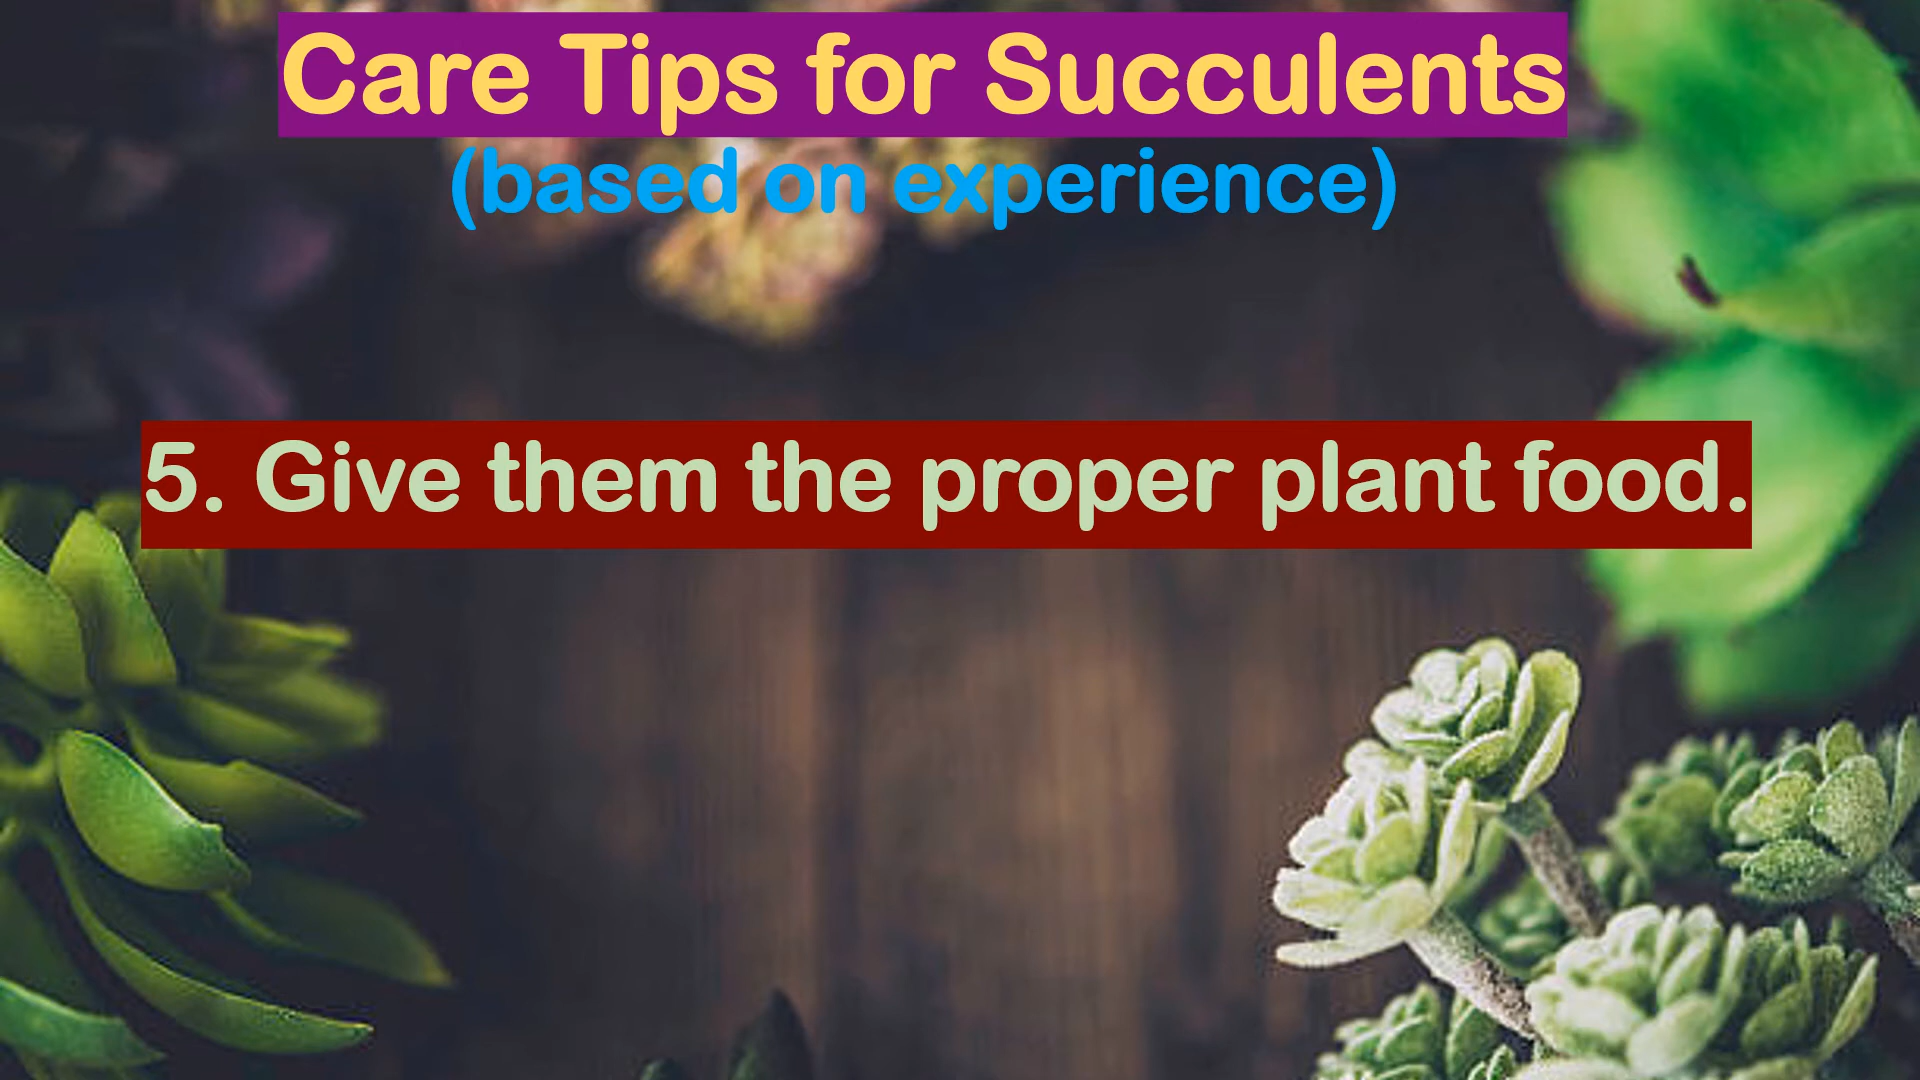 Care Tips for Succulents
(based on experience)
5. Give them the proper plant food.